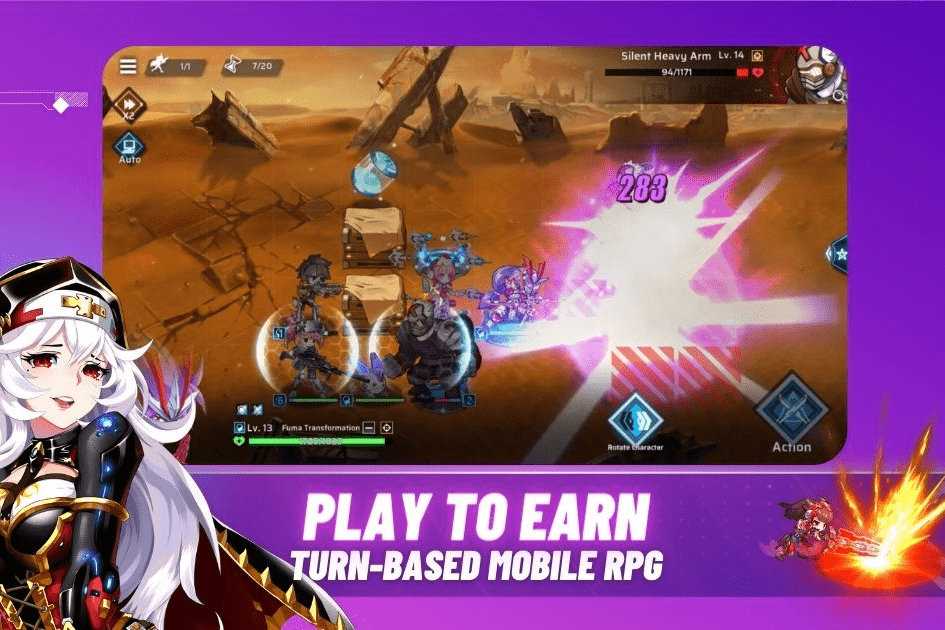 1/1
7/20
Silent Heavy Arm Lv. 14
94/1171
X2
Auto
283
Lv. 13 Fuma Transformation
Rotate Character
Action
PLAY TO EARN
TURN-BASED MOBILE RPG